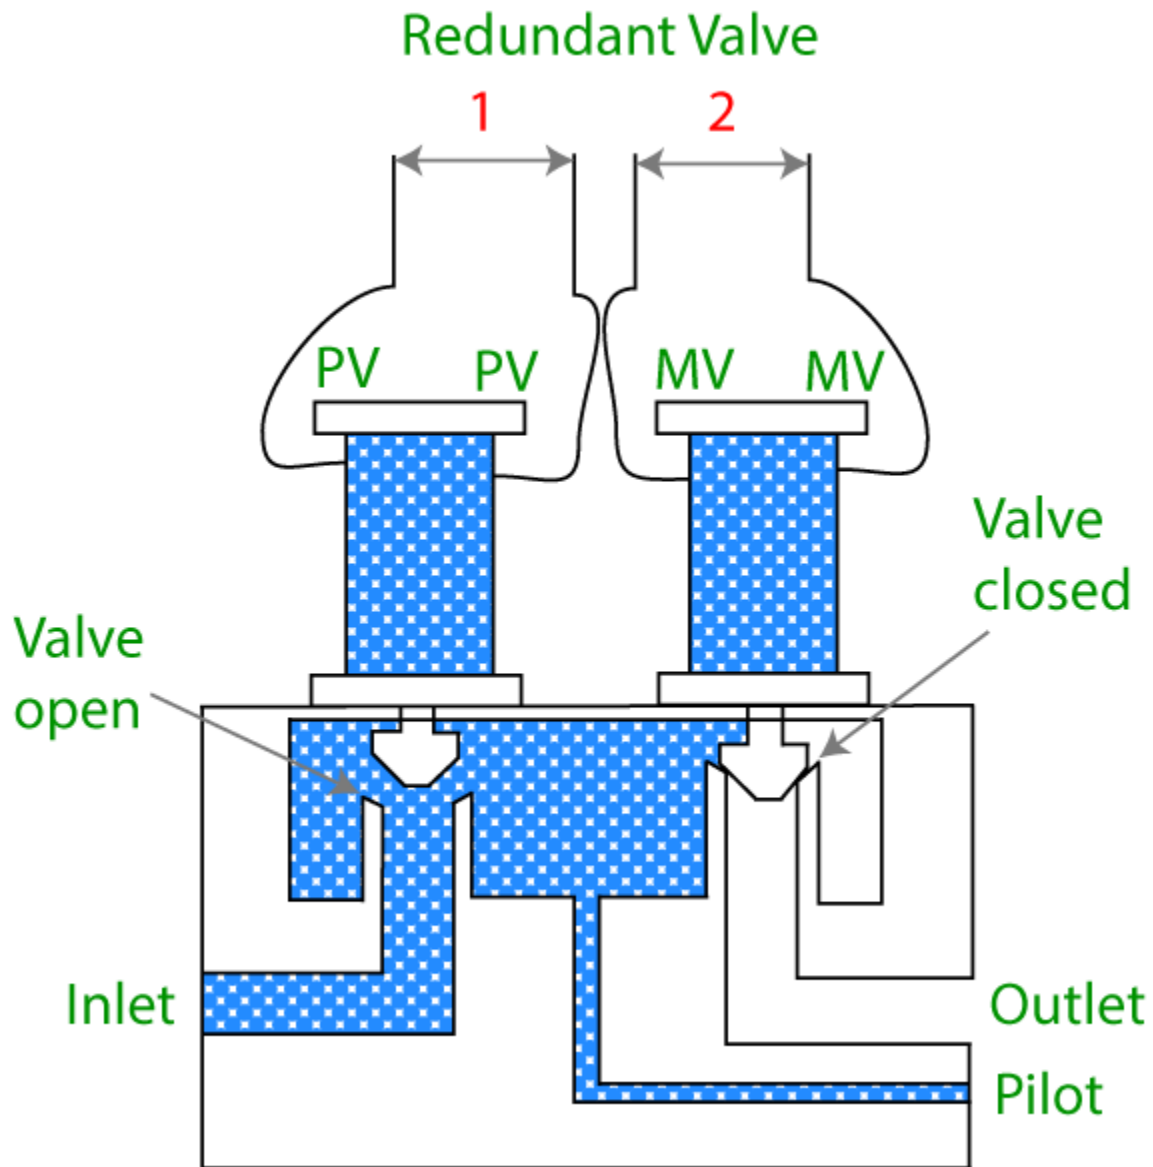 Redundant Valve
1
2
PV
PV
MV
MV
Valve
closed
Valve
open
Inlet
Outlet
Pilot